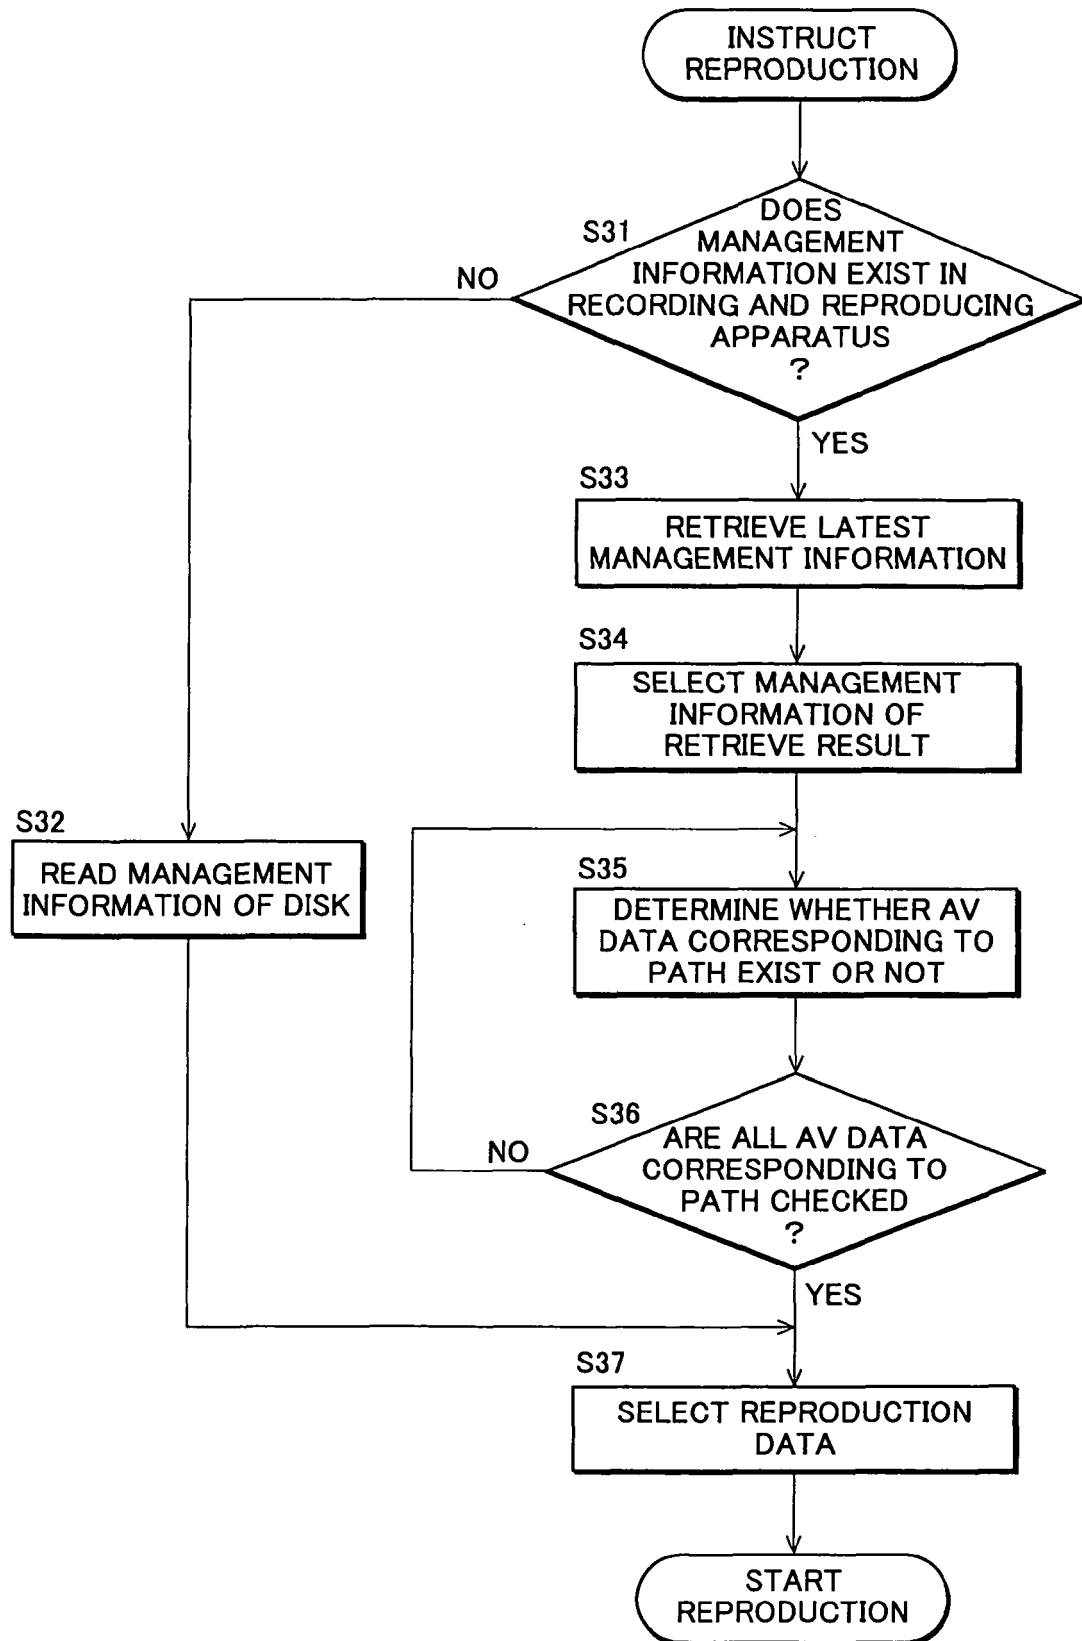 INSTRUCT
REPRODUCTION
S31
DOES
MANAGEMENT
INFORMATION EXIST IN
RECORDING AND REPRODUCING
APPARATUS
?
NO
YES
S33
RETRIEVE LATEST
MANAGEMENT INFORMATION
S34
SELECT MANAGEMENT
INFORMATION OF
RETRIEVE RESULT
S32
READ MANAGEMENT
INFORMATION OF DISK
S35
DETERMINE WHETHER AV
DATA CORRESPONDING TO
PATH EXIST OR NOT
S36
ARE ALL AV DATA
CORRESPONDING TO
PATH CHECKED
?
NO
YES
S37
SELECT REPRODUCTION
DATA
START
REPRODUCTION